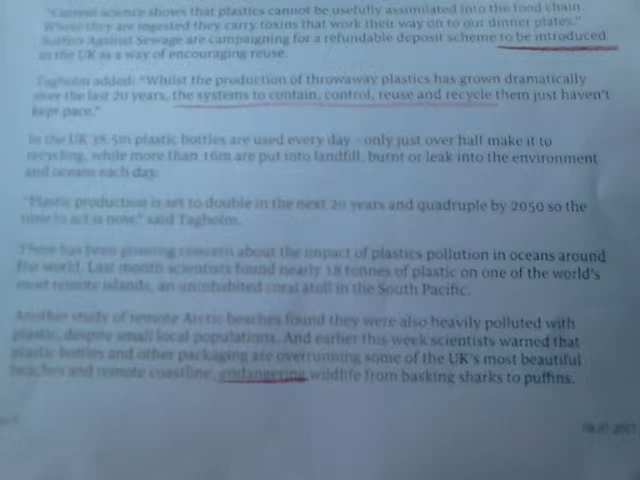 "Current science shows that plastics cannot be usefully assimilated into the food chain.
Where they are ingested they carry toxins that work their way on to our dinner plates."
Surfers Against Sewage are campaigning for a refundable deposit scheme to be introduced
in the UK as a way of encouraging reuse.
Tagholm added: "Whilst the production of throwaway plastics has grown dramatically
over the last 20 years, the systems to contain, control, reuse and recycle them just haven't
kept pace."
In the UK 38.5m plastic bottles are used every day - only just over half make it to
recycling, while more than 16m are put into landfill, burnt or leak into the environment
and oceans each day.
"Plastic production is set to double in the next 20 years and quadruple by 2050 so the
time to act is now," said Tagholm.
There has been growing concern about the impact of plastics pollution in oceans around
the world. Last month scientists found nearly 18 tonnes of plastic on one of the world's
most remote islands, an uninhabited coral atoll in the South Pacific.
Another study of remote Arctic beaches found they were also heavily polluted with
plastic, despite small local populations. And earlier this week scientists warned that
plastic bottles and other packaging are overrunning some of the UK's most beautiful
beaches and remote coastline, endangering wildlife from basking sharks to puffins.